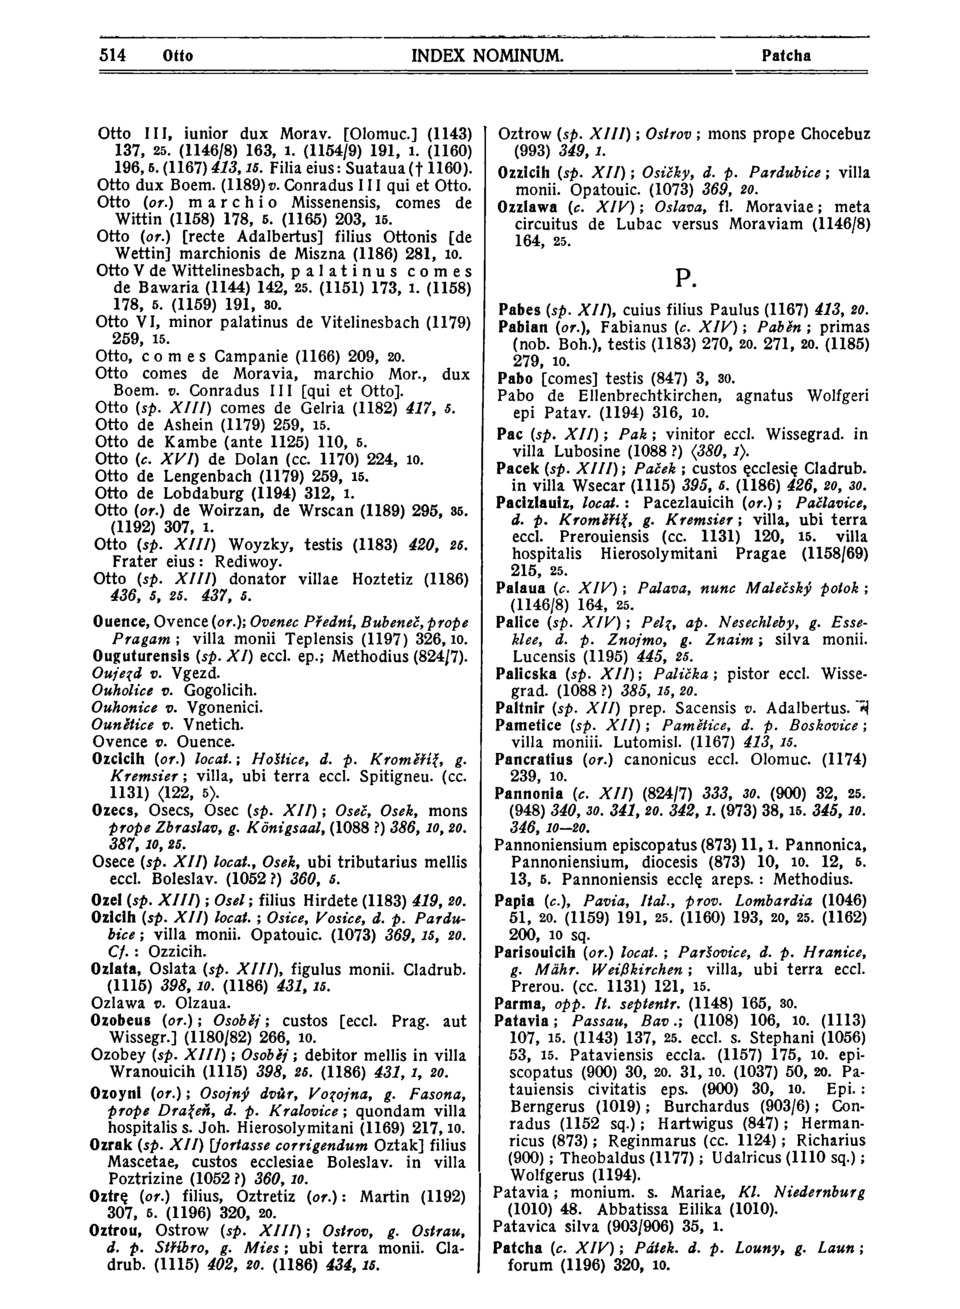 514 Otto INDEX NOMINUM. Patcha
Otto III, iunior dux Morav. [Olomuc.] (1143)
137, 25. (1146/8) 163, 1. (1154/9) 191, 1. (1160)
196, 5. (1167) 413, 15. Filia eius: Suataua († 1160).
Otto dux Boem. (1189) v. Conradus III qui et Otto.
Otto (or.) marchio Missenensis, comes de
Wittin (1158) 178, 5. (1165) 203, 15.
Otto (or.) [recte Adalbertus] filius Ottonis [de
Wettin] marchionis de Miszna (1186) 281, 10.
Otto V de Wittelinesbach, palatinus comes
de Bawaria (1144) 142, 25. (1151) 173, 1. (1158)
178, 5. (1159) 191, 30.
Otto VI, minor palatinus de Vitelinesbach (1179)
259, 15.
Otto, comes Campanie (1166) 209, 20.
Otto comes de Moravia, marchio Mor., dux
Boem. v. Conradus III [qui et Otto].
Otto (sp. XIII) comes de Gelria (1182) 417, 5.
Otto de Ashein (1179) 259, 15.
Otto de Kambe (ante 1125) 110, 5.
Otto (c. XVI) de Dolan (cc. 1170) 224, 10.
Otto de Lengenbach (1179) 259, 15.
Otto de Lobdaburg (1194) 312, 1.
Otto (or.) de Woirzan, de Wrscan (1189) 295, 35.
(1192) 307, 1.
Otto (sp. XIII) Woyzky, testis (1183) 420, 25.
Frater eius: Rediwoy.
Otto (sp. XIII) donator villae Hoztetiz (1186)
436, 5, 25. 437, 5.
Ouence, Ovence (or.); Ovenec Přední, Bubeneč, prope
Pragam; villa monii Teplensis (1197) 326, 10.
Ouguturensis (sp. XI) eccl. ep.; Methodius (824/7).
Oujezd v. Vgezd.
Ouholice v. Gogolicih.
Ouhonice v. Vgonenici.
Ounětice v. Vnetich.
Ovence v. Ouence.
Ozcicih (or.) locat.; Hoštice, d. p. Kroměříž, g.
Kremsier; villa, ubi terra eccl. Spitigneu. (cc.
1131) ⟨122, 5⟩.
Ozecs, Osecs, Osec (sp. XII); Oseč, Osek, mons
prope Zbraslav, g. Königsaal, (1088 ?) 386, 10, 20.
387, 10, 25.
Osece (sp. XII) locat., Osek, ubi tributarius mellis
eccl. Boleslav. (1052 ?) 360, 5.
Ozel (sp. XIII); Osel; filius Hirdete (1183) 419, 20.
Ozicih (sp. XII) locat.; Osice, Vosice, d. p. Pardu-
bice; villa monii. Opatouic. (1073) 369, 15, 20.
Cf.: Ozzicih.
Ozlata, Oslata (sp. XIII), figulus monii. Cladrub.
(1115) 398, 10. (1186) 431, 15.
Ozlawa v. Olzaua.
Ozobeus (or.); Osoběj; custos [eccl. Prag. aut
Wissegr.] (1180/82) 266, 10.
Ozobey (sp. XIII); Osoběj; debitor mellis in villa
Wranouicih (1115) 398, 25. (1186) 431, 1, 20.
Ozoyni (or.); Osojný dvůr, Vozojna, g. Fasona,
prope Dražeň, d. p. Kralovice; quondam villa
hospitalis s. Joh. Hierosolymitani (1169) 217, 10.
Ozrak (sp. XII) [fortasse corrigendum Oztak] filius
Mascetae, custos ecclesiae Boleslav. in villa
Poztrizine (1052 ?) 360, 10.
Oztrę (or.) filius, Oztretiz (or.): Martin (1192)
307, 5. (1196) 320, 20.
Oztrou, Ostrow (sp. XIII); Ostrov, g. Ostrau,
d. p. Stříbro, g. Mies; ubi terra monii. Cla-
drub. (1115) 402, 20. (1186) 434, 15.
Oztrow (sp. XIII); Ostrov; mons prope Chocebuz
(993) 349, 1.
Ozzicih (sp. XII); Osičky, d. p. Pardubice; villa
monii. Opatouic. (1073) 369, 20.
Ozzlawa (c. XIV); Oslava, fl. Moraviae; meta
circuitus de Lubac versus Moraviam (1146/8)
164, 25.
P.
Pabes (sp. XII), cuius filius Paulus (1167) 413, 20.
Pabian (or.), Fabianus (c. XIV); Paběn; primas
(nob. Boh.), testis (1183) 270, 20. 271, 20. (1185)
279, 10.
Pabo [comes] testis (847) 3, 30.
Pabo de Ellenbrechtkirchen, agnatus Wolfgeri
epi Patav. (1194) 316, 10.
Pac (sp. XII); Pak; vinitor eccl. Wissegrad. in
villa Lubosine (1088 ?) ⟨380, 1⟩.
Pacek (sp. XIII); Paček; custos ęcclesię Cladrub.
in villa Wsecar (1115) 395, 5. (1186) 426, 20, 30.
Pacizlauiz, locat.: Pacezlauicih (or.); Pačlavice,
d. p. Kroměříž, g. Kremsier; villa, ubi terra
eccl. Prerouiensis (cc. 1131) 120, 15. villa
hospitalis Hierosolymitani Pragae (1158/69)
215, 25.
Palaua (c. XIV); Palava, nunc Malečský potok;
(1146/8) 164, 25.
Palice (sp. XIV); Pelz, ap. Nesechleby, g. Esse-
klee, d. p. Znojmo, g. Znaim; silva monii.
Lucensis (1195) 445, 25.
Palicska (sp. XII); Palička; pistor eccl. Wisse-
grad. (1088 ?) 385, 15, 20.
Paltnir (sp. XII) prep. Sacensis v. Adalbertus.
Pametice (sp. XII); Pamětice, d. p. Boskovice;
villa moniii. Lutomisl. (1167) 413, 15.
Pancratius (or.) canonicus eccl. Olomuc. (1174)
239, 10.
Pannonia (c. XII) (824/7) 333, 30. (900) 32, 25.
(948) 340, 30. 341, 20. 342, 1. (973) 38, 15. 345, 10.
346, 10—20.
Pannoniensium episcopatus (873) 11, 1. Pannonica,
Pannoniensium, diocesis (873) 10, 10. 12, 5.
13, 5. Pannoniensis ecclę areps.: Methodius.
Papia (c.), Pavia, Ital., prov. Lombardia (1046)
51, 20. (1159) 191, 25. (1160) 193, 20, 25. (1162)
200, 10 sq.
Parisouicih (or.) locat.; Paršovice, d. p. Hranice,
g. Mähr. Weißkirchen; villa, ubi terra eccl.
Prerou. (cc. 1131) 121, 15.
Parma, opp. It. septentr. (1148) 165, 30.
Patavia; Passau, Bav.; (1108) 106, 10. (1113)
107, 15. (1143) 137, 25. eccl. s. Stephani (1056)
53, 15. Pataviensis eccla. (1157) 175, 10. epi-
scopatus (900) 30, 20. 31, 10. (1037) 50, 20. Pa-
tauiensis civitatis eps. (900) 30, 10. Epi.:
Berngerus (1019); Burchardus (903/6); Con-
radus (1152 sq.); Hartwigus (847); Herman-
ricus (873); Reginmarus (cc. 1124); Richarius
(900); Theobaldus (1177); Udalricus (1110 sq.);
Wolfgerus (1194).
Patavia; monium. s. Mariae, Kl. Niedernburg
(1010) 48. Abbatissa Eilika (1010).
Patavica silva (903/906) 35, 1.
Patcha (c. XIV); Pátek. d. p. Louny, g. Laun;
forum (1196) 320, 10.